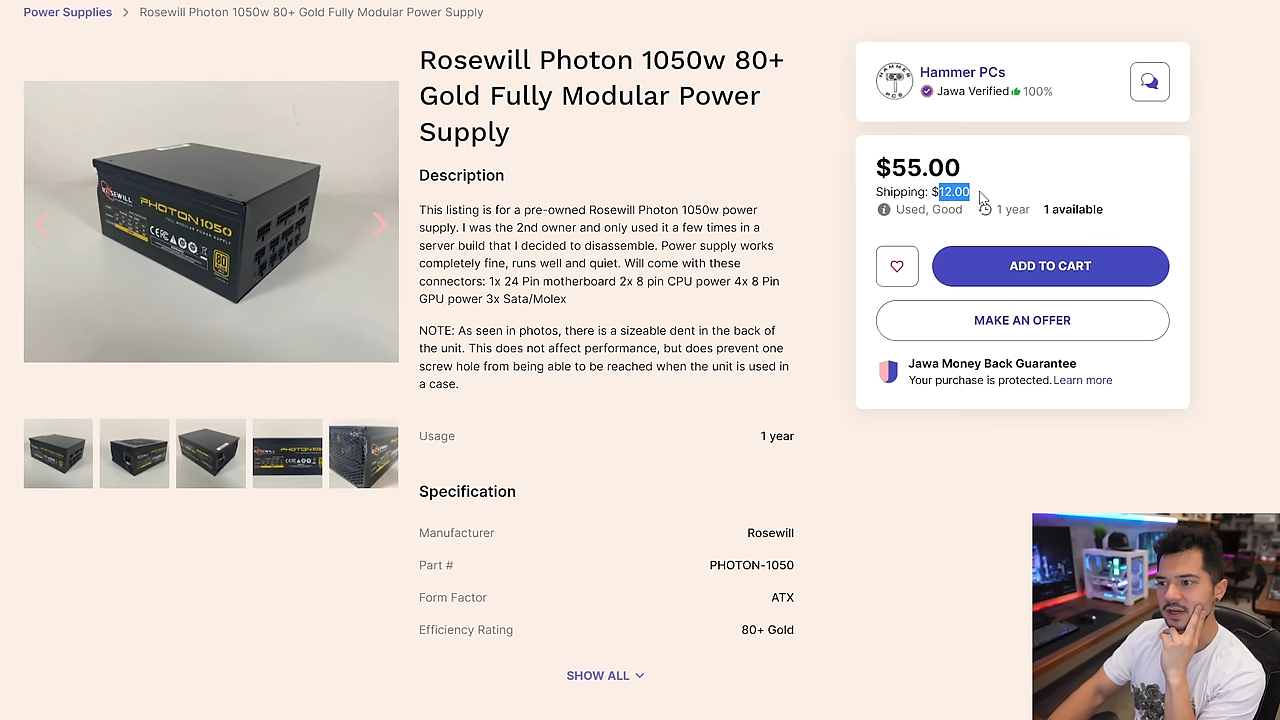 Power Supplies > Rosewill Photon 1050w 80+ Gold Fully Modular Power Supply
ROSEWILL
PHOTON1050
Rosewill Photon 1050w 80+
Gold Fully Modular Power
Supply
Description
This listing is for a pre-owned Rosewill Photon 1050w power
supply. I was the 2nd owner and only used it a few times in a
server build that I decided to disassemble. Power supply works
completely fine, runs well and quiet. Will come with these
connectors: 1x 24 Pin motherboard 2x 8 pin CPU power 4x 8 Pin
GPU power 3x Sata/Molex
NOTE: As seen in photos, there is a sizeable dent in the back of
the unit. This does not affect performance, but does prevent one
screw hole from being able to be reached when the unit is used in
a case.
Usage 1 year
Specification
Manufacturer Rosewill
Part # PHOTON-1050
Form Factor ATX
Efficiency Rating 80+ Gold
SHOW ALL
HAMMER
PCS
Hammer PCs
Jawa Verified 100%
$55.00
Shipping: $12.00
Used, Good 1 year 1 available
ADD TO CART
MAKE AN OFFER
Jawa Money Back Guarantee
Your purchase is protected. Learn more